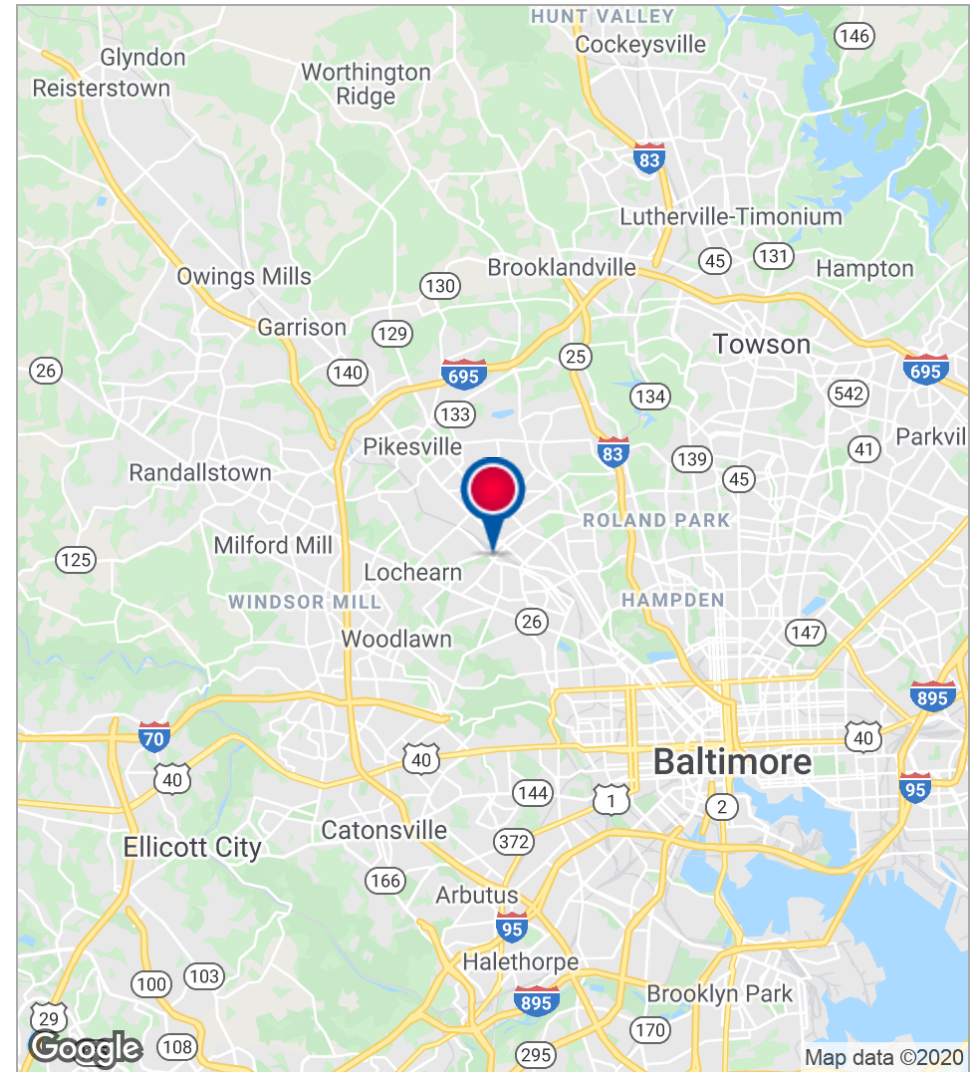 HUNT VALLEY
Cockeysville
146
Glyndon
Reisterstown
Worthington
Ridge
83
Lutherville-Timonium
45
131
Hampton
Brooklandville
Owings Mills
130
Garrison
129
140
25
Towson
26
695
695
134
542
133
Parkvil
Pikesville
83
139
41
Randallstown
45
ROLAND PARK
Milford Mill
125
Lochearn
WINDSOR MILL
HAMPDEN
26
147
Woodlawn
895
70
40
40
40
Baltimore
144
1
2
95
Catonsville
372
Ellicott City
166
Arbutus
95
Halethorpe
103
100
895
Brooklyn Park
29
170
108
295
Google
Map data ©2020